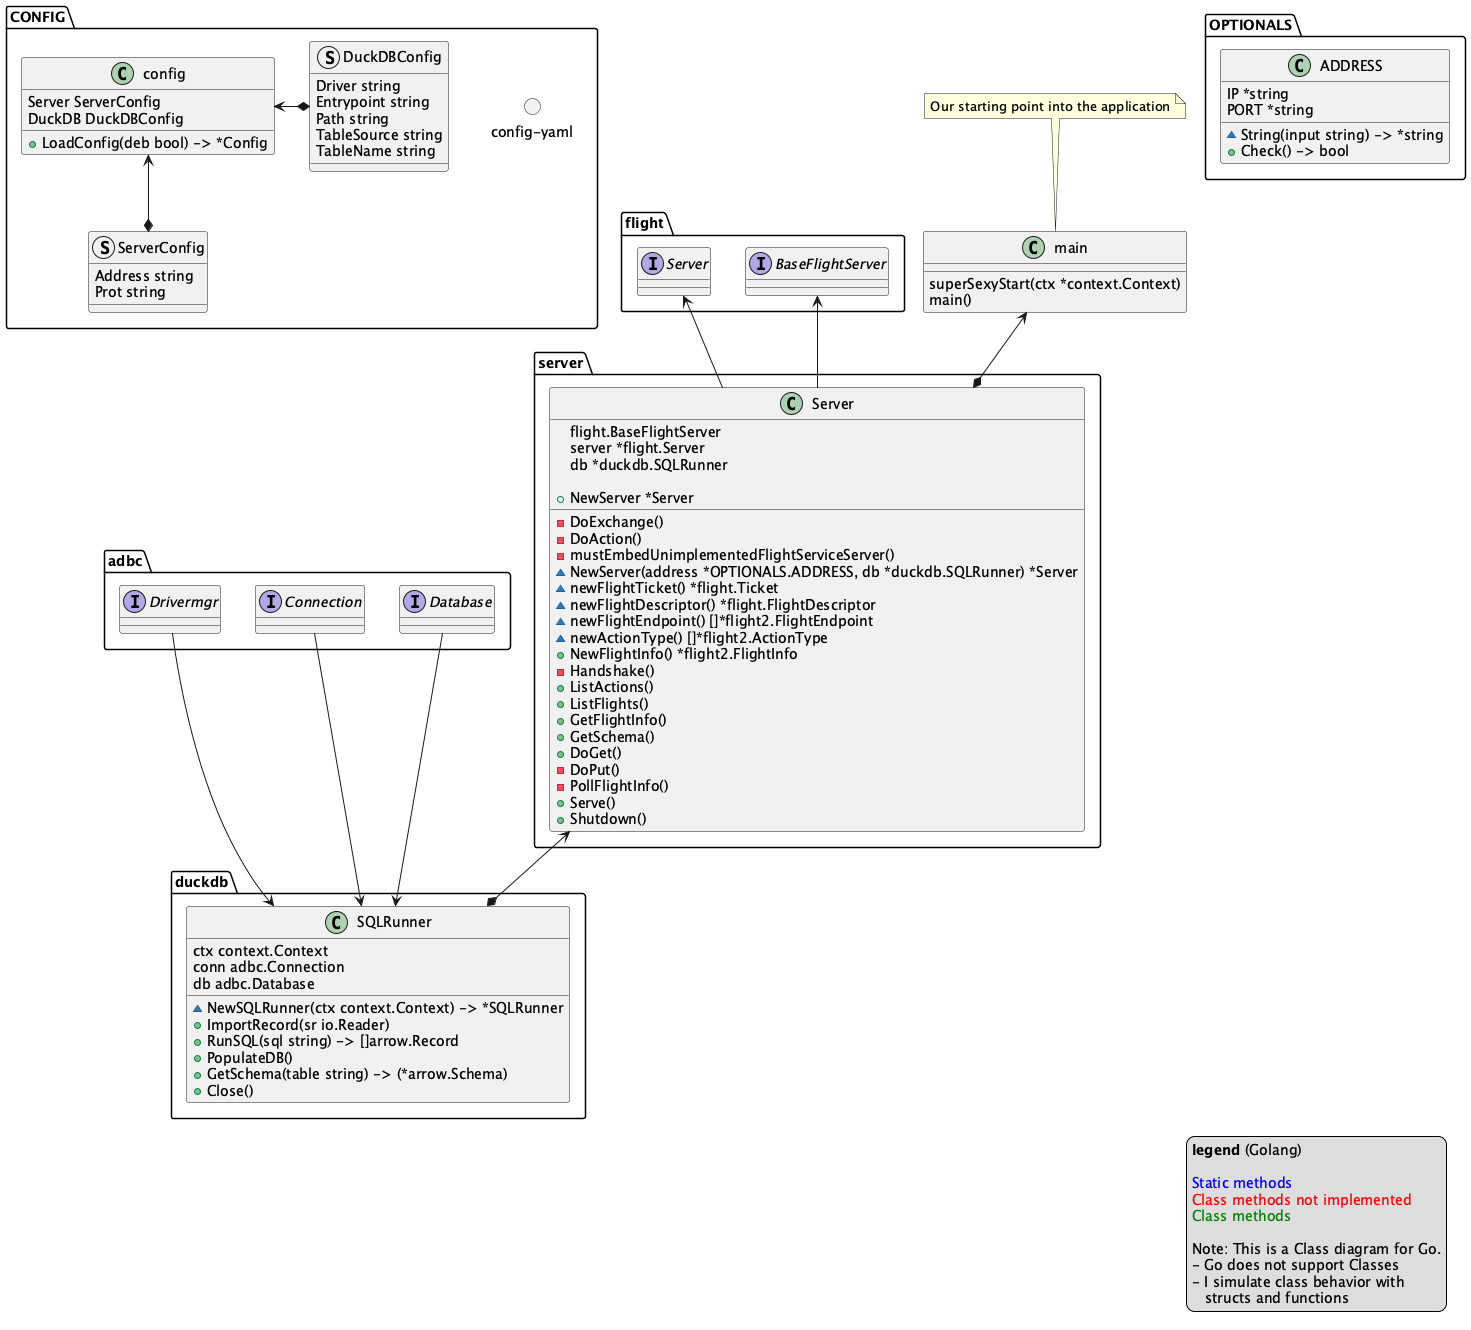 CONFIG
C config
Server ServerConfig
DuckDB DuckDBConfig
LoadConfig(deb bool) -> *Config
S DuckDBConfig
Driver string
Entrypoint string
Path string
TableSource string
TableName string
config-yaml
S ServerConfig
Address string
Prot string
OPTIONALS
C ADDRESS
IP *string
PORT *string
String(input string) -> *string
Check() -> bool
Our starting point into the application
C main
superSexyStart(ctx *context.Context)
main()
flight
I Server
I BaseFlightServer
server
C Server
flight.BaseFlightServer
server *flight.Server
db *duckdb.SQLRunner
NewServer *Server
DoExchange()
DoAction()
mustEmbedUnimplementedFlightServiceServer()
NewServer(address *OPTIONALS.ADDRESS, db *duckdb.SQLRunner) *Server
newFlightTicket() *flight.Ticket
newFlightDescriptor() *flight.FlightDescriptor
newFlightEndpoint() []*flight2.FlightEndpoint
newActionType() []*flight2.ActionType
NewFlightInfo() *flight2.FlightInfo
Handshake()
ListActions()
ListFlights()
GetFlightInfo()
GetSchema()
DoGet()
DoPut()
PollFlightInfo()
Serve()
Shutdown()
adbc
I Drivermgr
I Connection
I Database
duckdb
C SQLRunner
ctx context.Context
conn adbc.Connection
db adbc.Database
NewSQLRunner(ctx context.Context) -> *SQLRunner
ImportRecord(sr io.Reader)
RunSQL(sql string) -> []arrow.Record
PopulateDB()
GetSchema(table string) -> (*arrow.Schema)
Close()
legend (Golang)
Static methods
Class methods not implemented
Class methods
Note: This is a Class diagram for Go.
- Go does not support Classes
- I simulate class behavior with
structs and functions